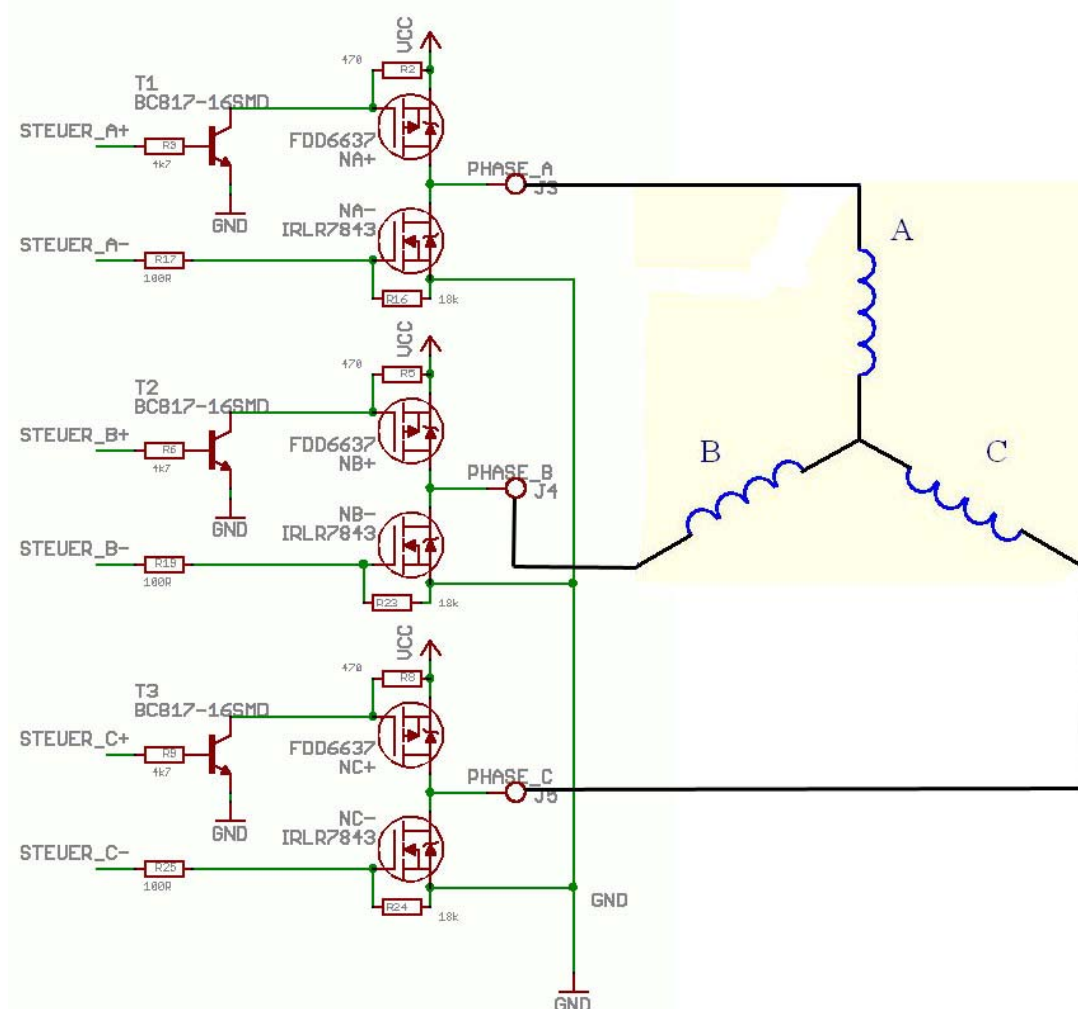 VCC
470
R2
T1
BC817-16SMD
STEUER_A+
R3
4k7
FDD6637
NA+
GND
PHASE_A
J3
A
NA-
IRLR7843
STEUER_A-
R17
100R
R16
18k
VCC
470
R5
T2
BC817-16SMD
STEUER_B+
R6
4k7
FDD6637
NB+
GND
PHASE_B
J4
B
C
NB-
IRLR7843
STEUER_B-
R19
100R
R23
18k
VCC
470
R8
T3
BC817-16SMD
STEUER_C+
R9
4k7
FDD6637
NC+
GND
PHASE_C
J5
NC-
IRLR7843
STEUER_C-
R25
100R
R24
18k
GND
GND